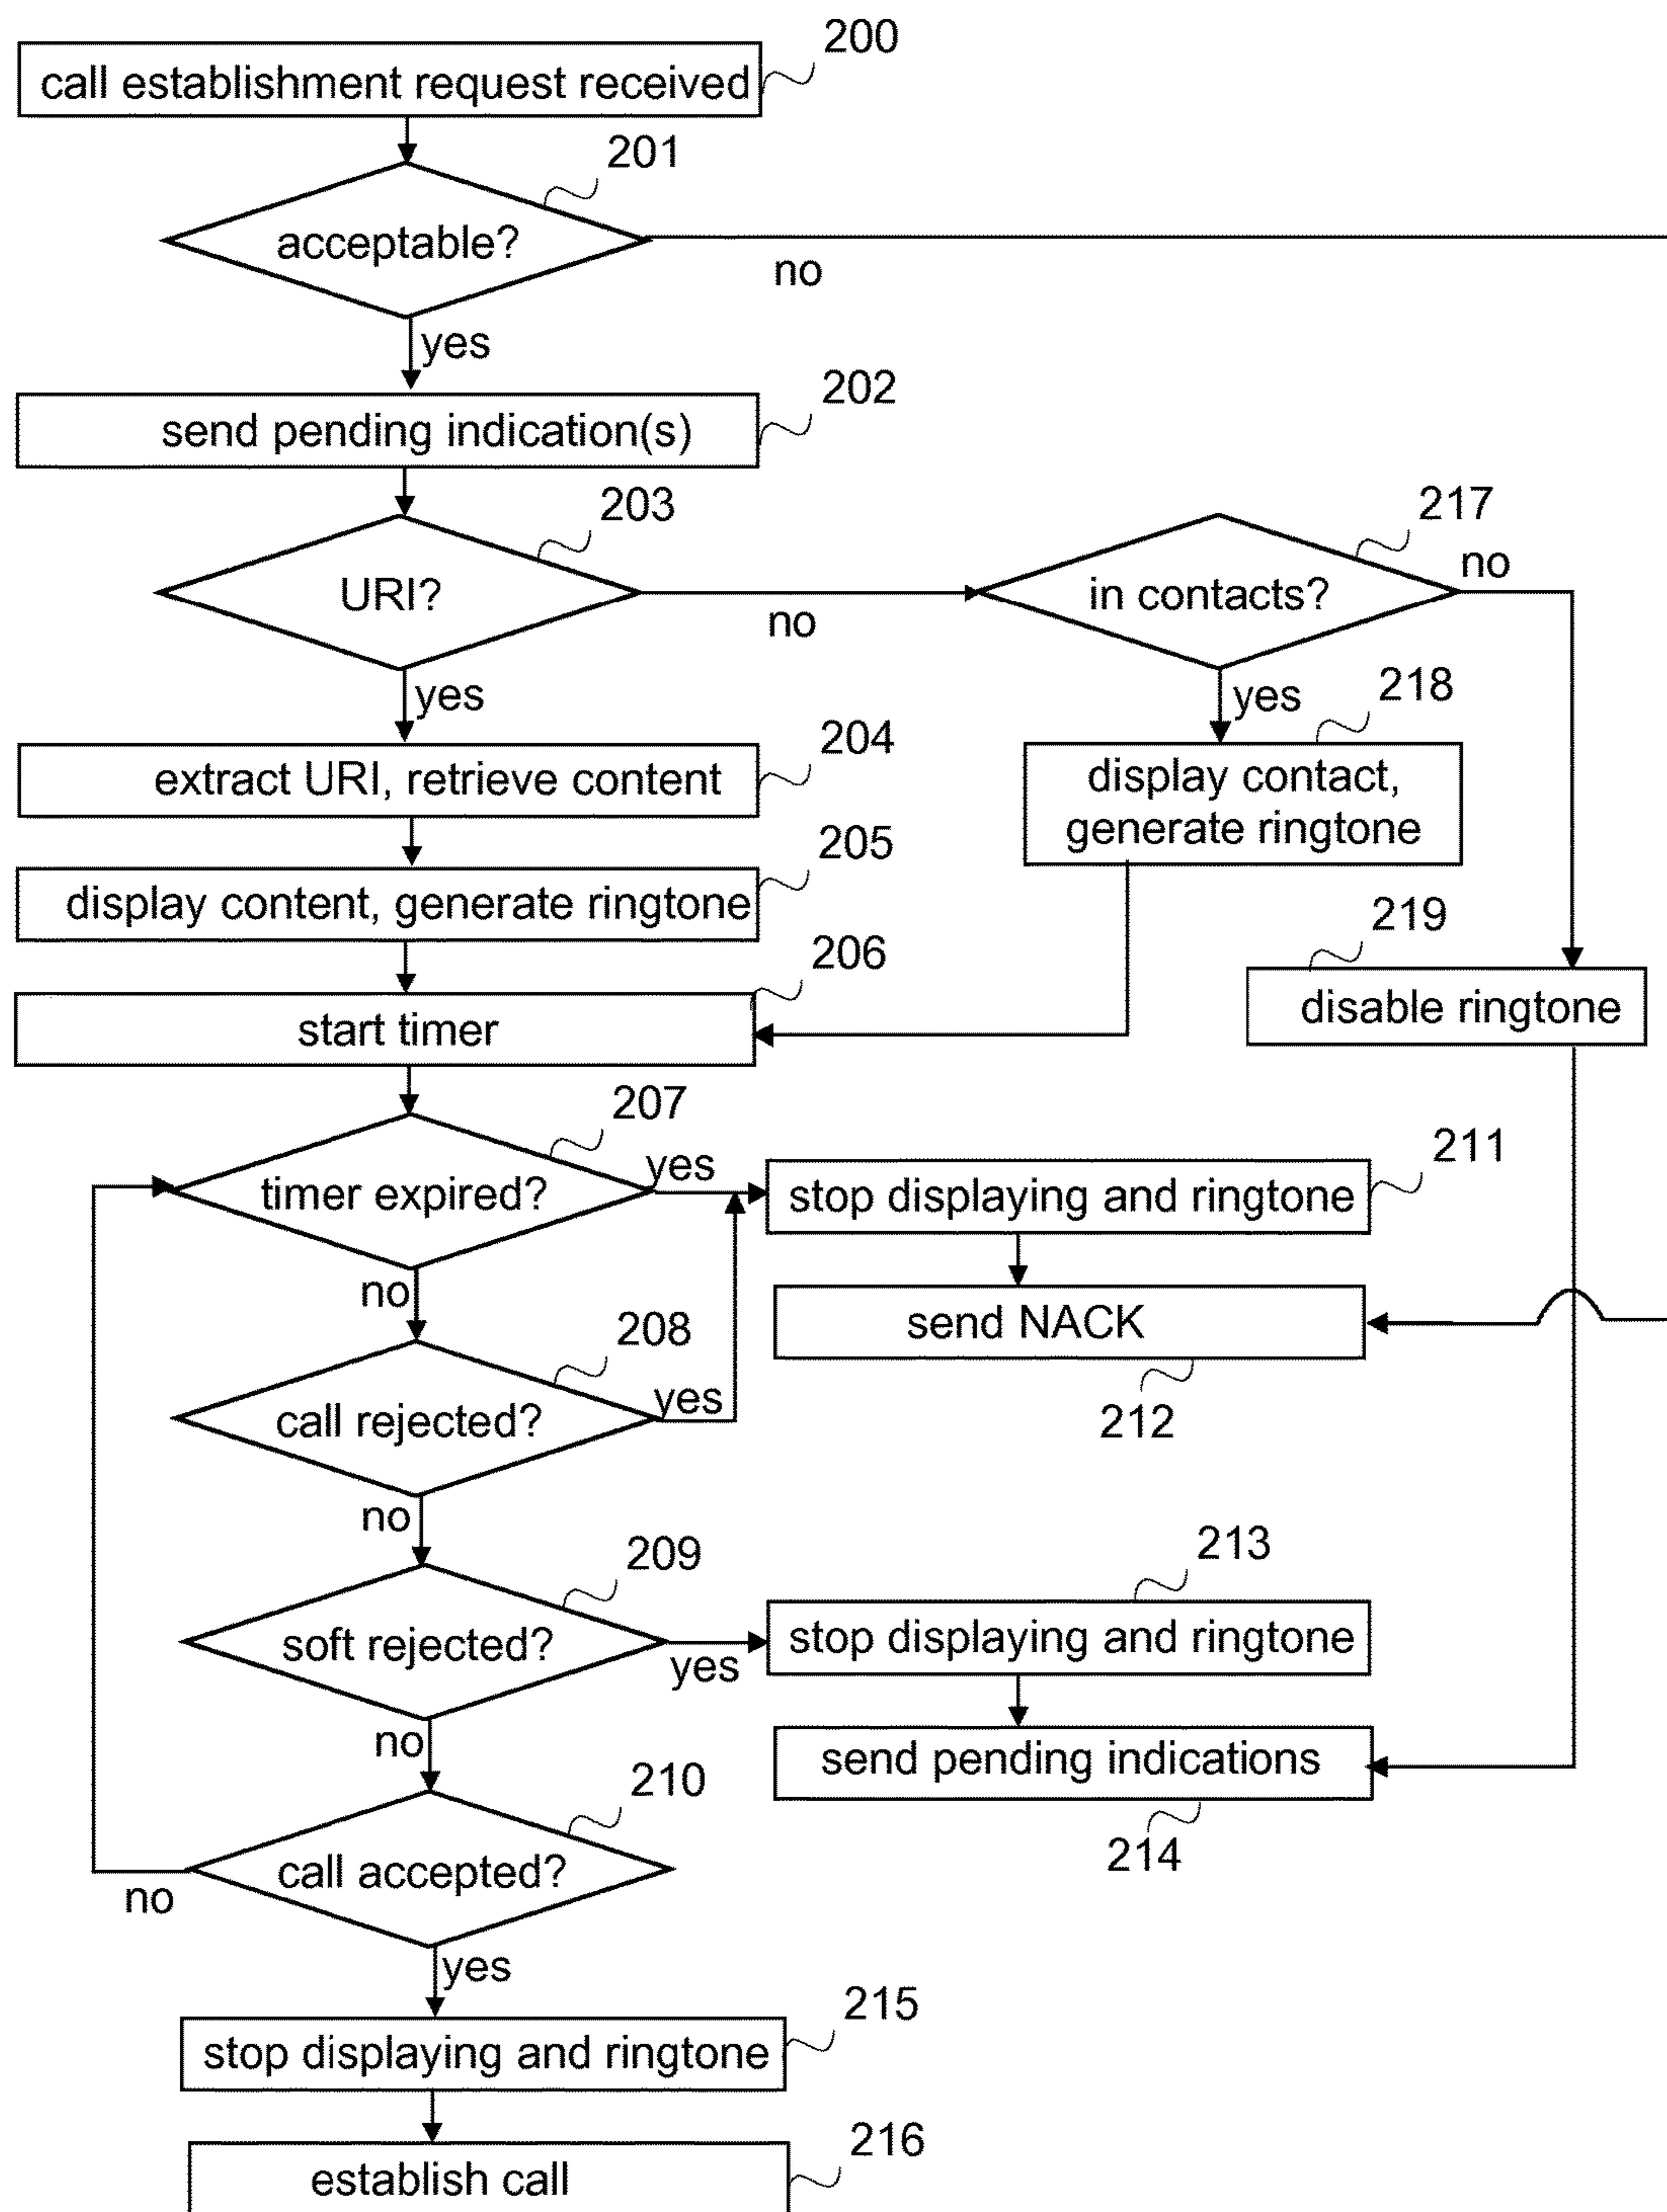 200
call establishment request received
201
acceptable?
no
yes
202
send pending indication(s)
203
217
URI?
no
in contacts?
no
yes
yes
218
204
extract URI, retrieve content
display contact,
generate ringtone
205
display content, generate ringtone
219
206
start timer
disable ringtone
207
timer expired?
yes
211
stop displaying and ringtone
no
send NACK
208
call rejected?
yes
212
no
209
213
soft rejected?
yes
stop displaying and ringtone
no
send pending indications
210
214
call accepted?
no
yes
215
stop displaying and ringtone
216
establish call